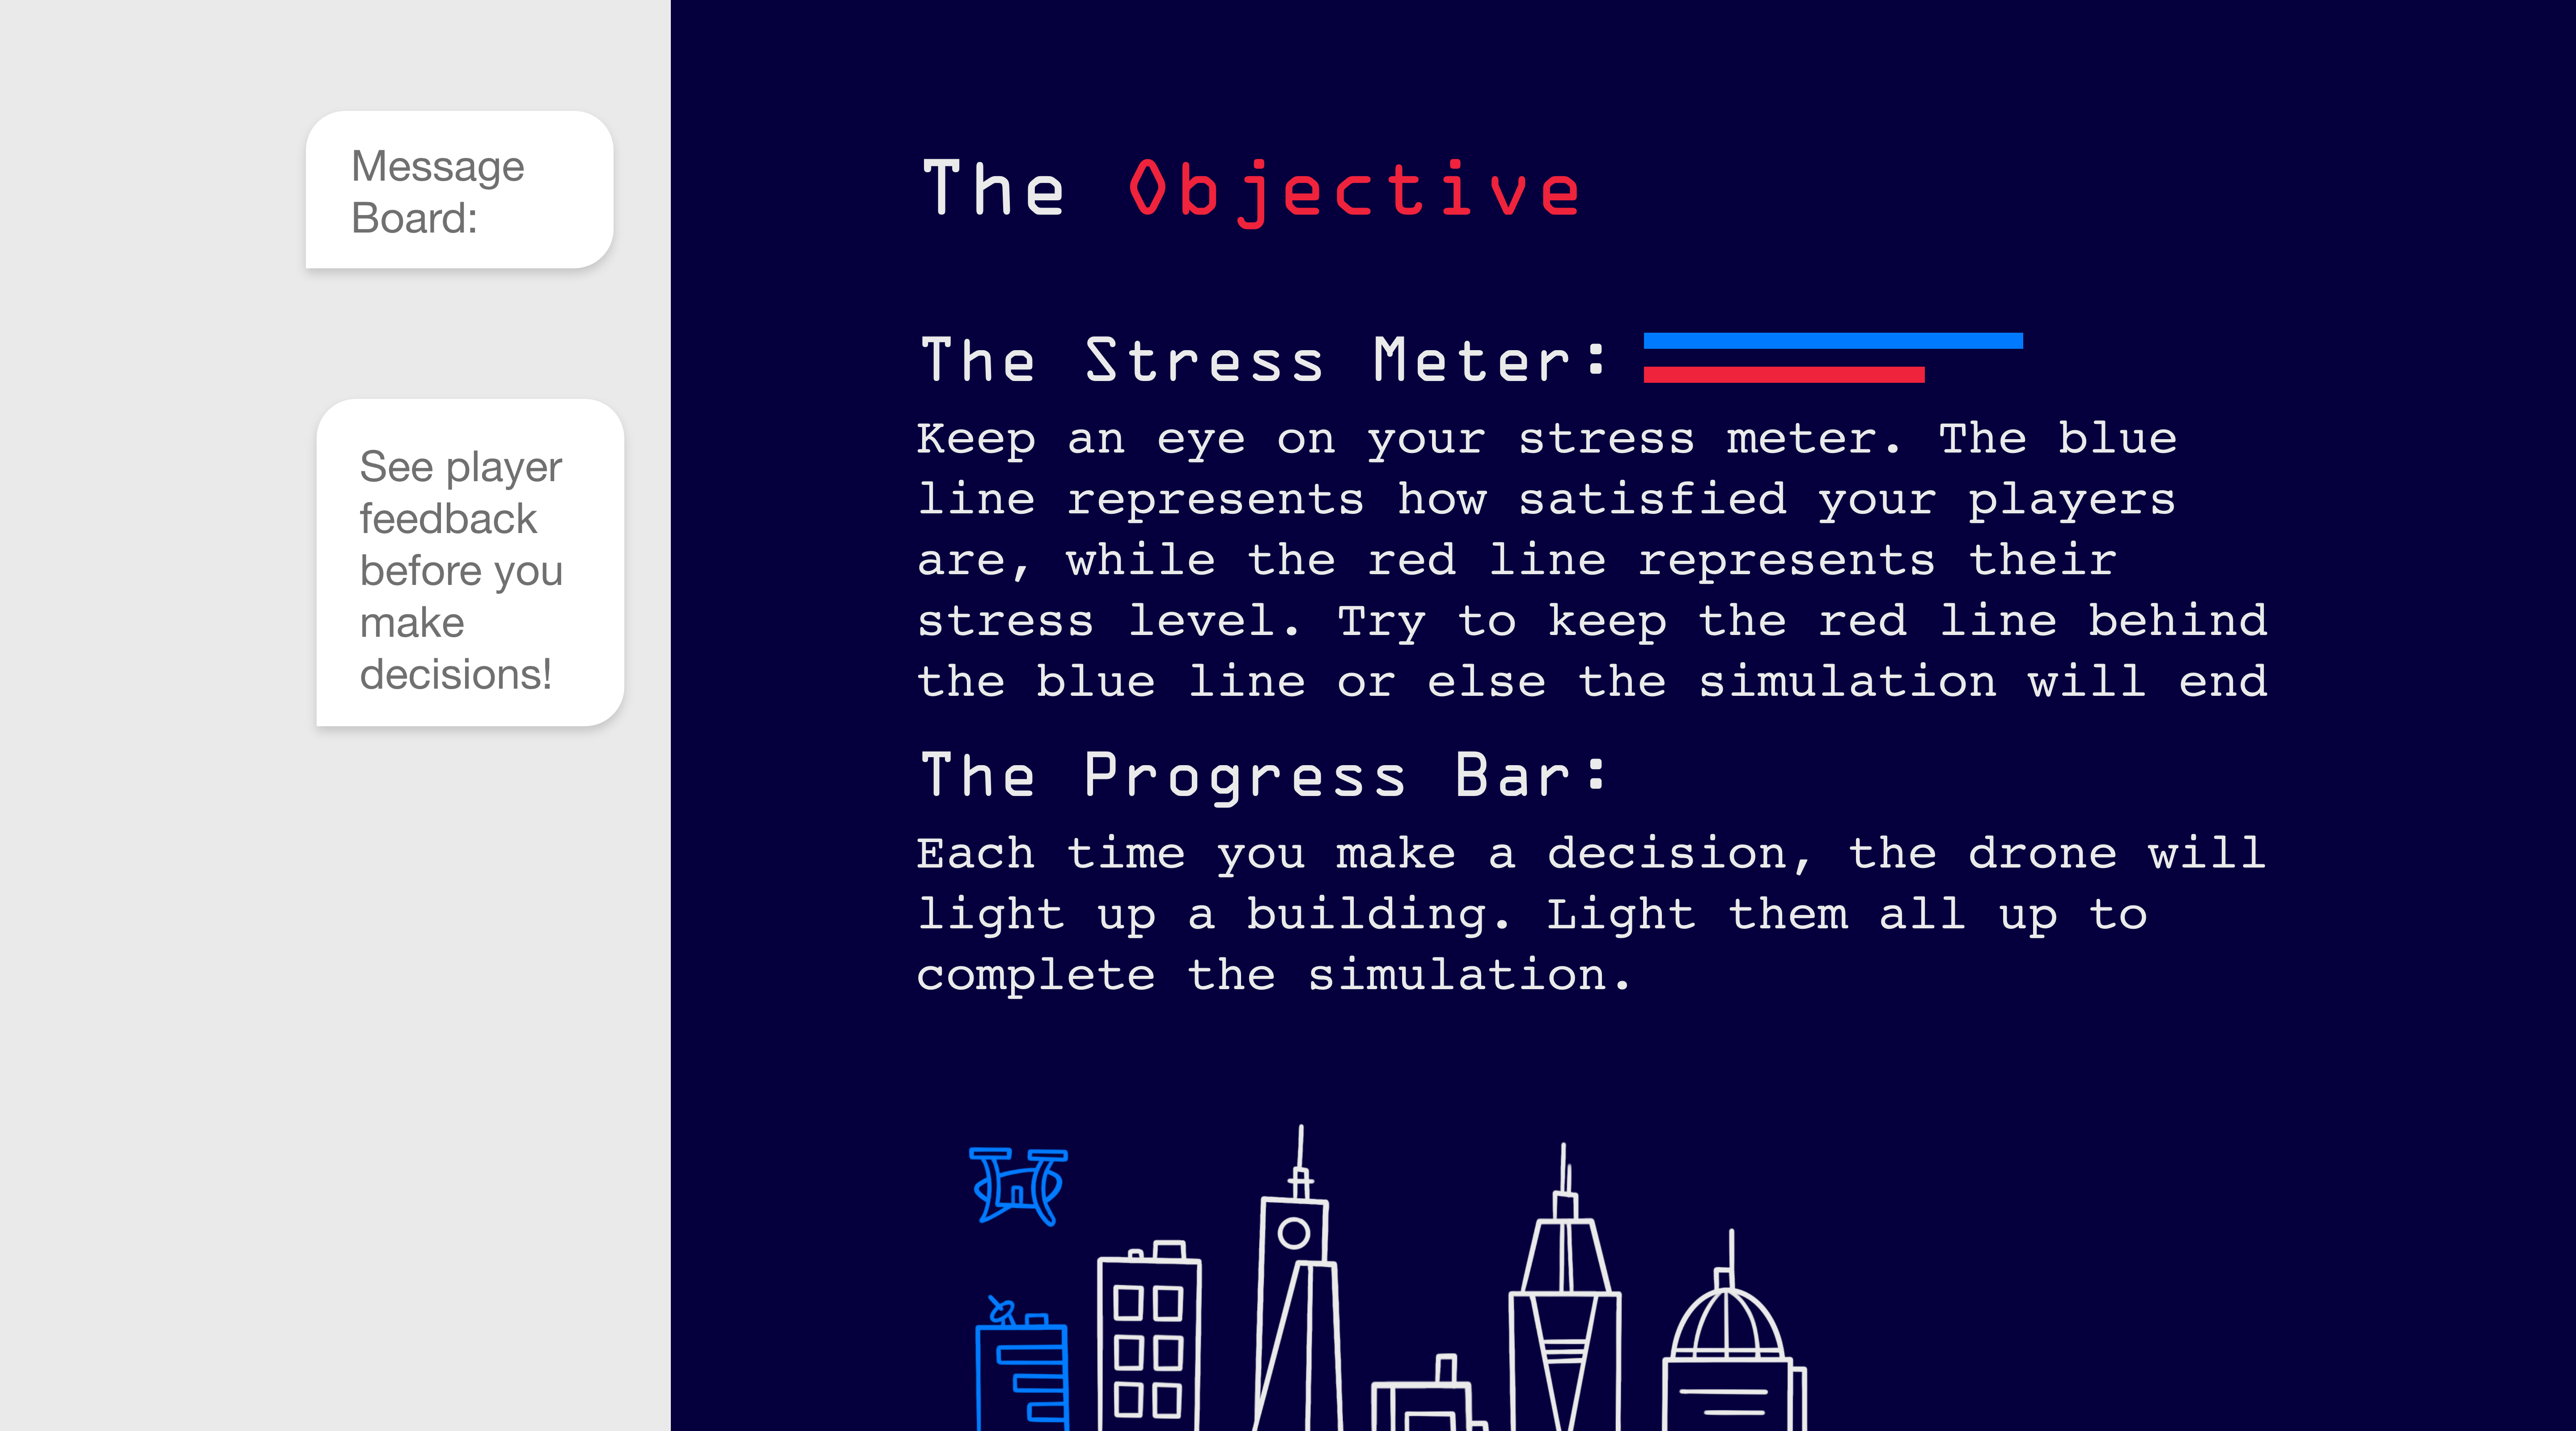 Message
Board:
See player
feedback
before you
make
decisions!
The Objective
The Stress Meter:
Keep an eye on your stress meter. The blue
line represents how satisfied your players
are, while the red line represents their
stress level. Try to keep the red line behind
the blue line or else the simulation will end
The Progress Bar:
Each time you make a decision, the drone will
light up a building. Light them all up to
complete the simulation.